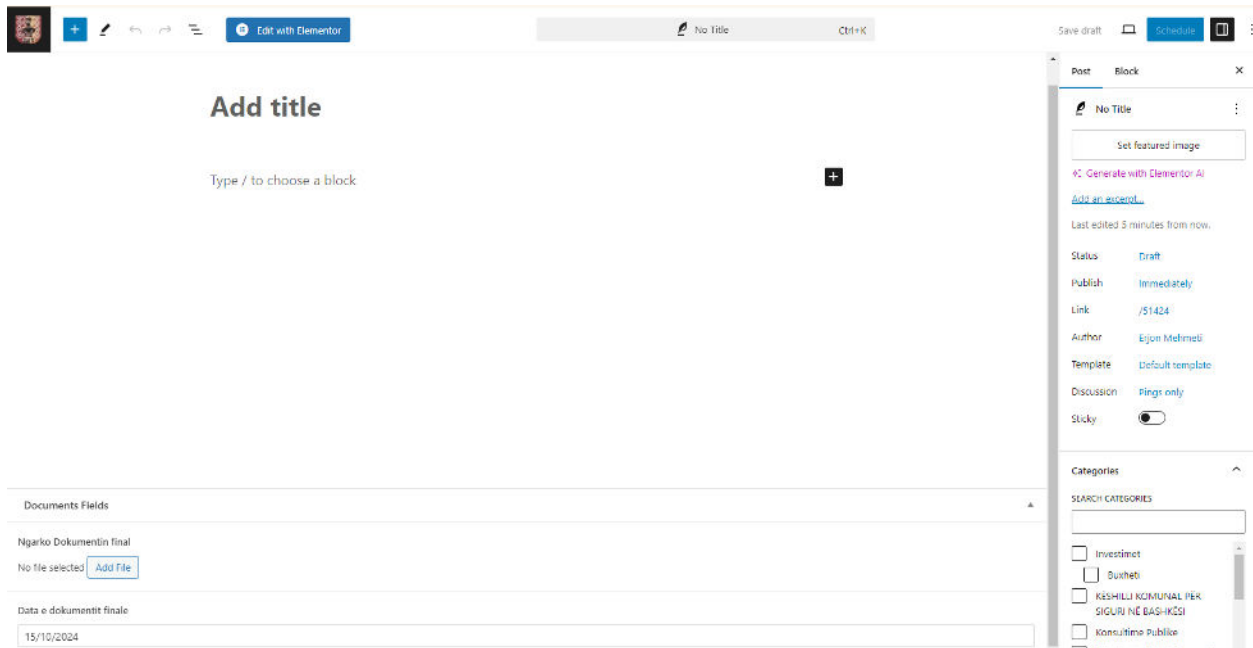 Edit with Elementor
No Title
Ctrl+K
Save draft
Schedule
Post
Block
Add title
Type / to choose a block
No Title
Set featured image
Generate with Elementor AI
Add an excerpt...
Last edited 5 minutes from now.
Status
Draft
Publish
Immediately
Link
/51424
Author
Erjon Mehmeti
Template
Default template
Discussion
Pings only
Sticky
Categories
SEARCH CATEGORIES
Investimet
Buxheti
KËSHILLI KOMUNAL PËR
SIGURI NË BASHKËSI
Konsultime Publike
Documents Fields
Ngarko Dokumentin final
No file selected
Add File
Data e dokumentit finale
15/10/2024